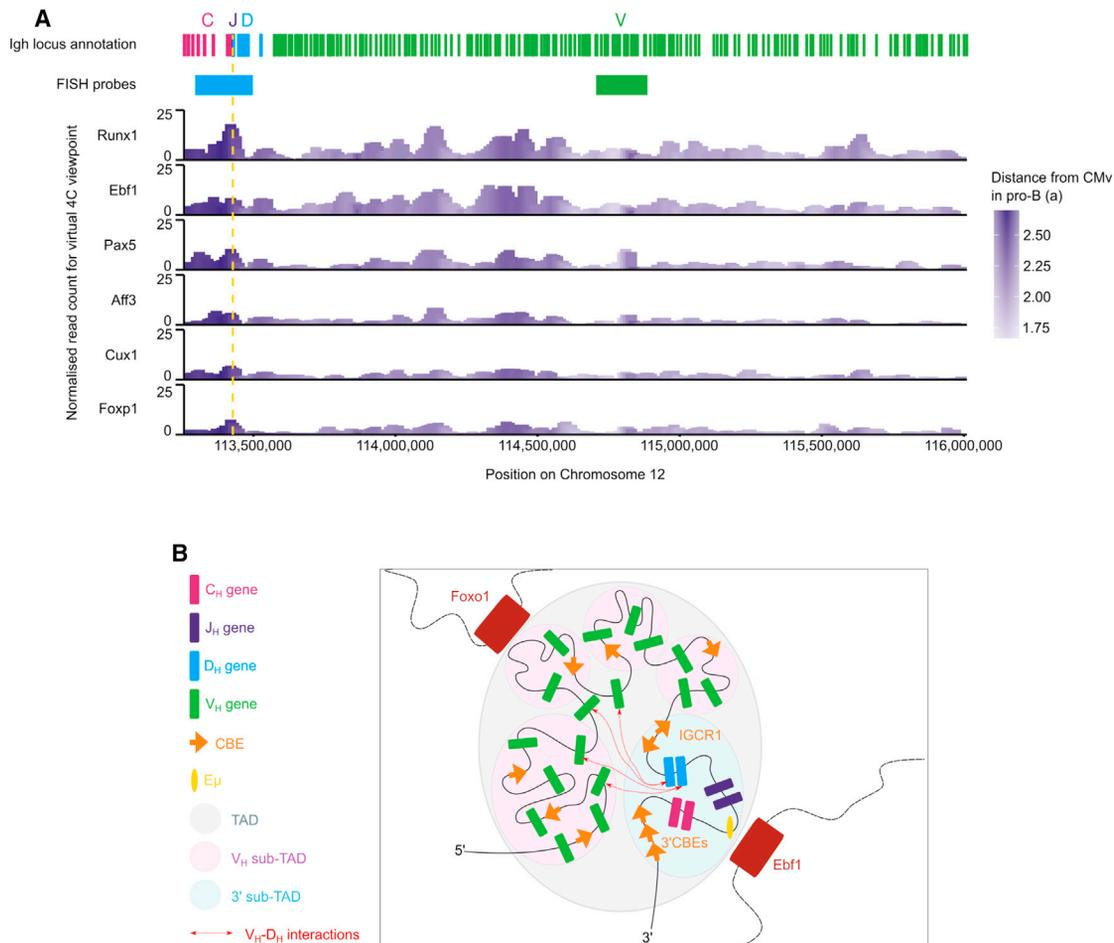 A
C J D V
Igh locus annotation
FISH probes
Normalised read count for virtual 4C viewpoint
Runx1
25
0
Ebf1
25
0
Pax5
25
0
Aff3
25
0
Cux1
25
0
Foxp1
25
0
113,500,000 114,000,000 114,500,000 115,000,000 115,500,000 116,000,000
Position on Chromosome 12
Distance from CMv
in pro-B (a)
2.50
2.25
2.00
1.75
B
CH gene
JH gene
DH gene
VH gene
CBE
Eµ
TAD
VH sub-TAD
3' sub-TAD
VH-DH interactions
Foxo1
IGCR1
3'CBEs
Ebf1
5'
3'